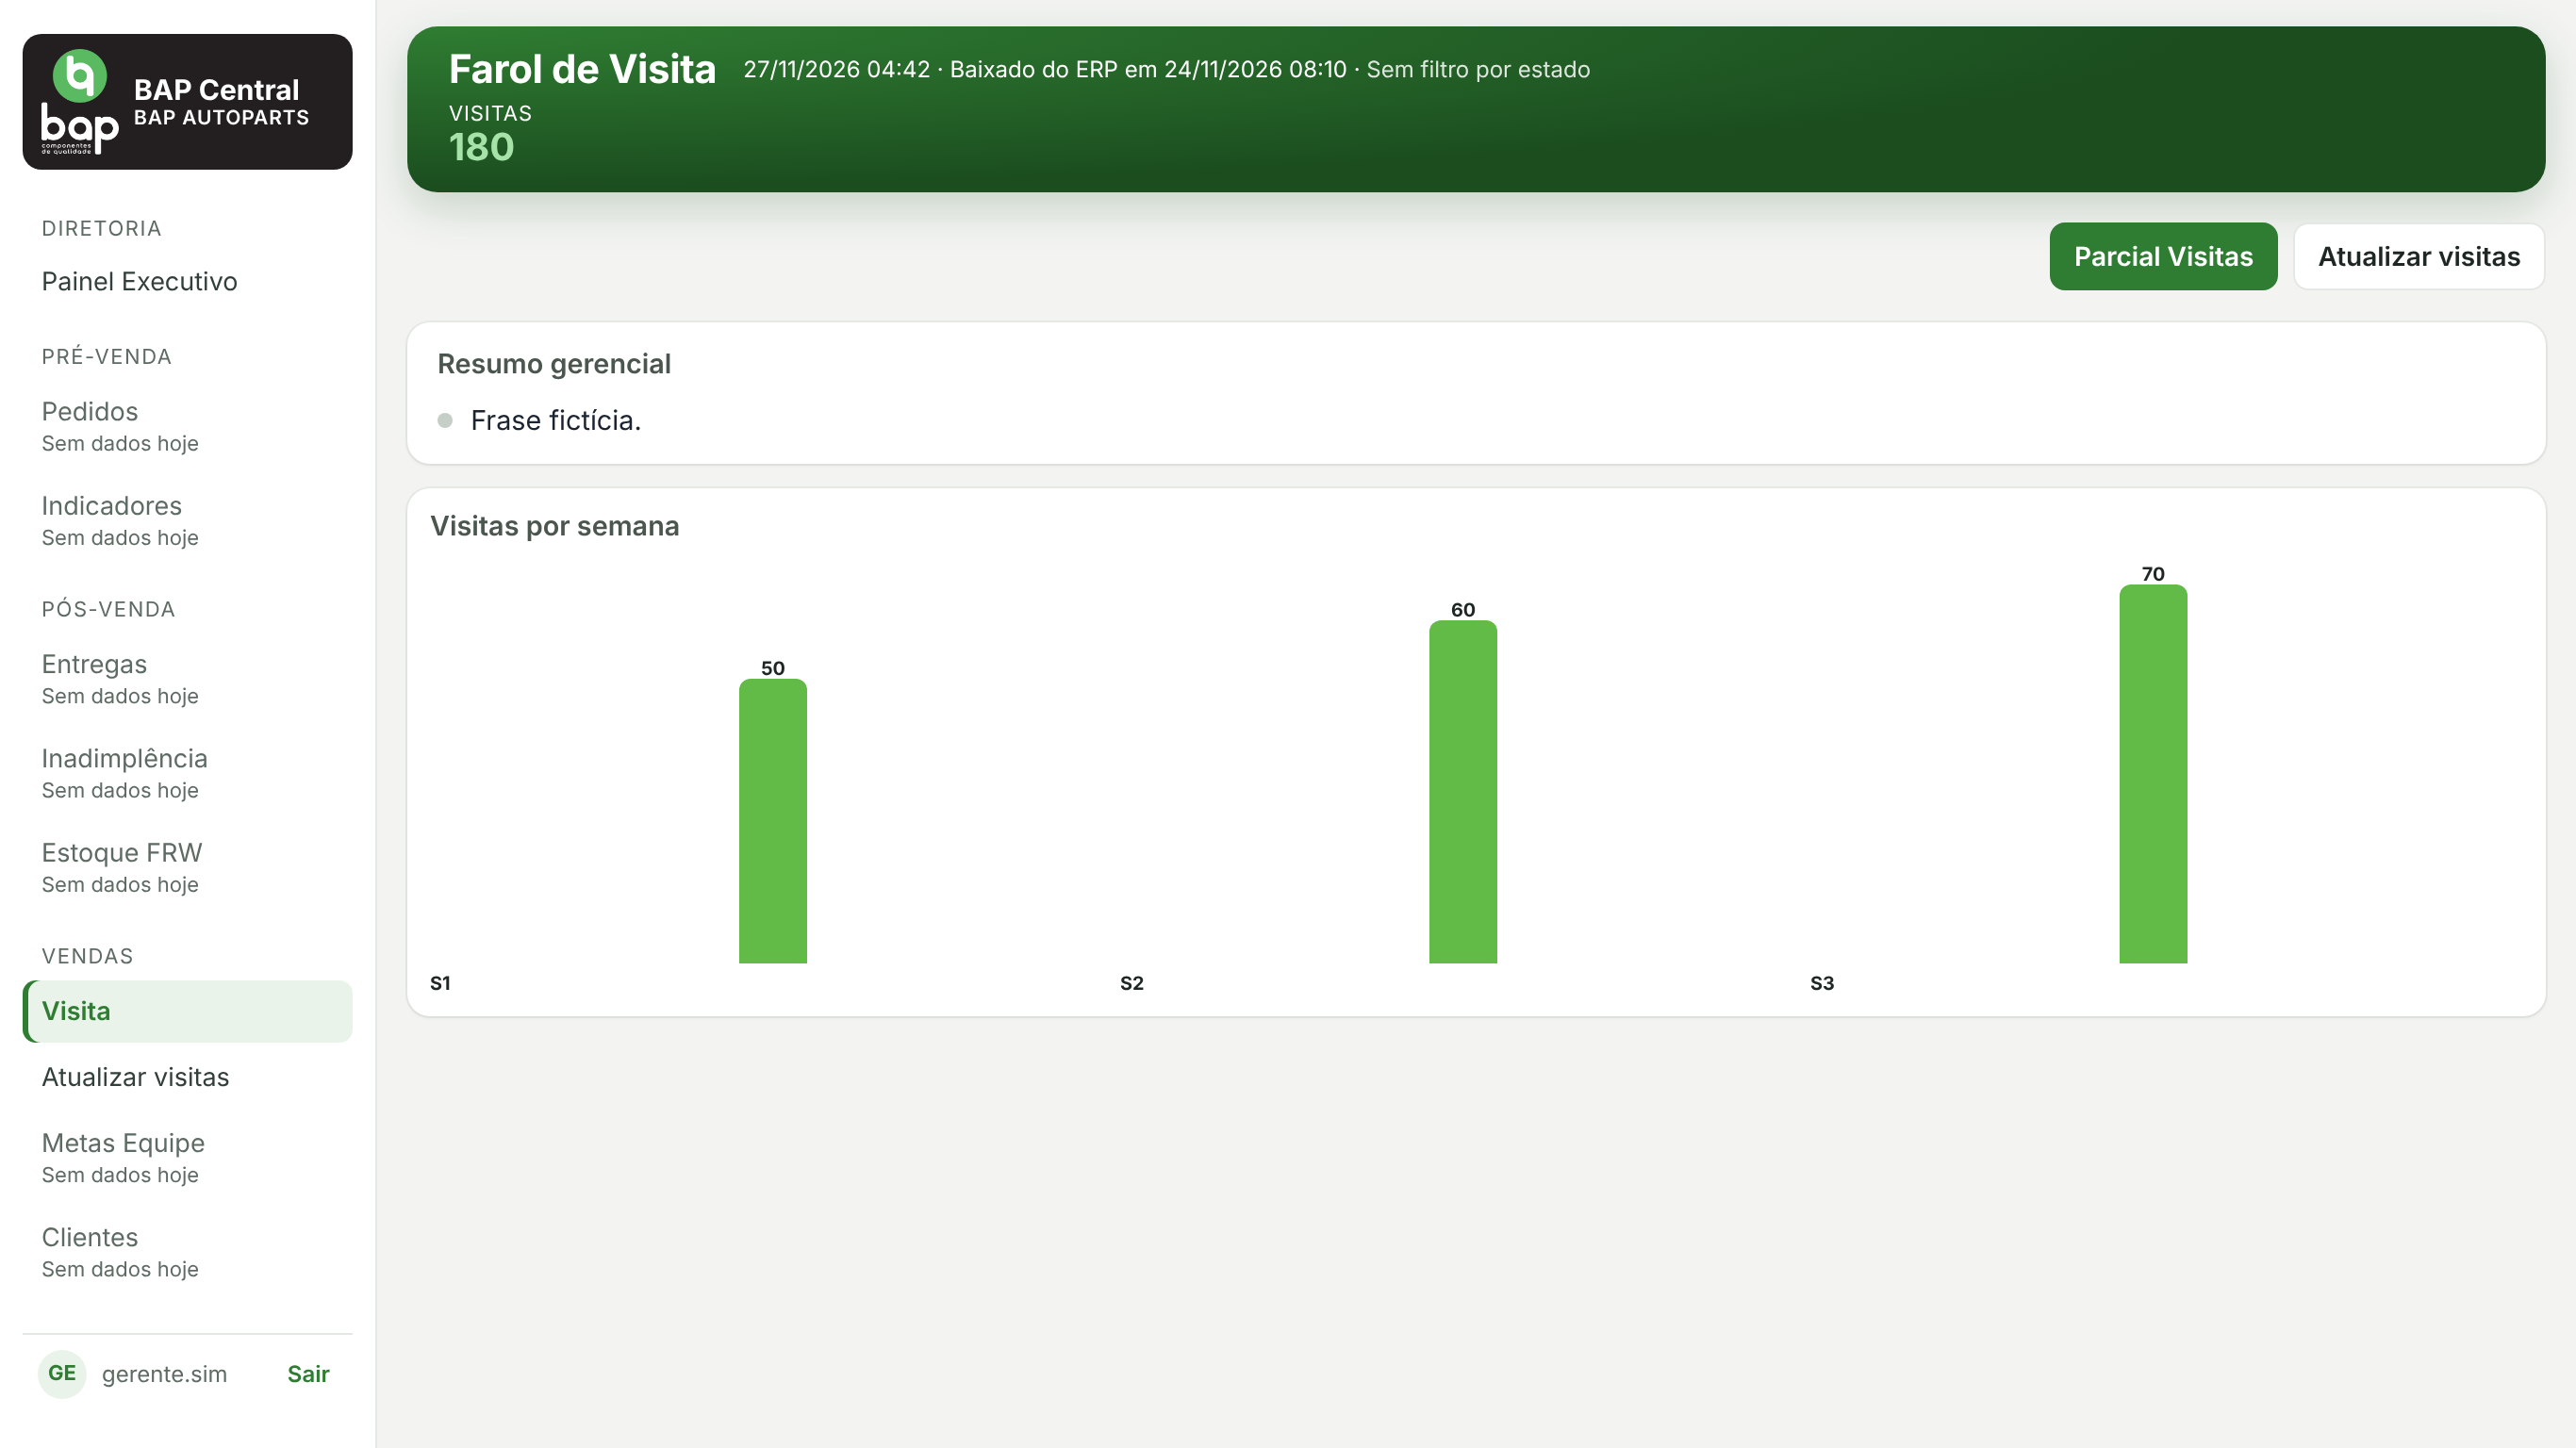 bap
componentes
de qualidade
BAP Central
BAP AUTOPARTS
DIRETORIA
Painel Executivo
PRÉ-VENDA
Pedidos
Sem dados hoje
Indicadores
Sem dados hoje
PÓS-VENDA
Entregas
Sem dados hoje
Inadimplência
Sem dados hoje
Estoque FRW
Sem dados hoje
VENDAS
Visita
Atualizar visitas
Metas Equipe
Sem dados hoje
Clientes
Sem dados hoje
GE gerente.sim Sair
Farol de Visita 27/11/2026 04:42 · Baixado do ERP em 24/11/2026 08:10 · Sem filtro por estado
VISITAS
180
Parcial Visitas Atualizar visitas
Resumo gerencial
Frase fictícia.
Visitas por semana
50 60 70
S1 S2 S3